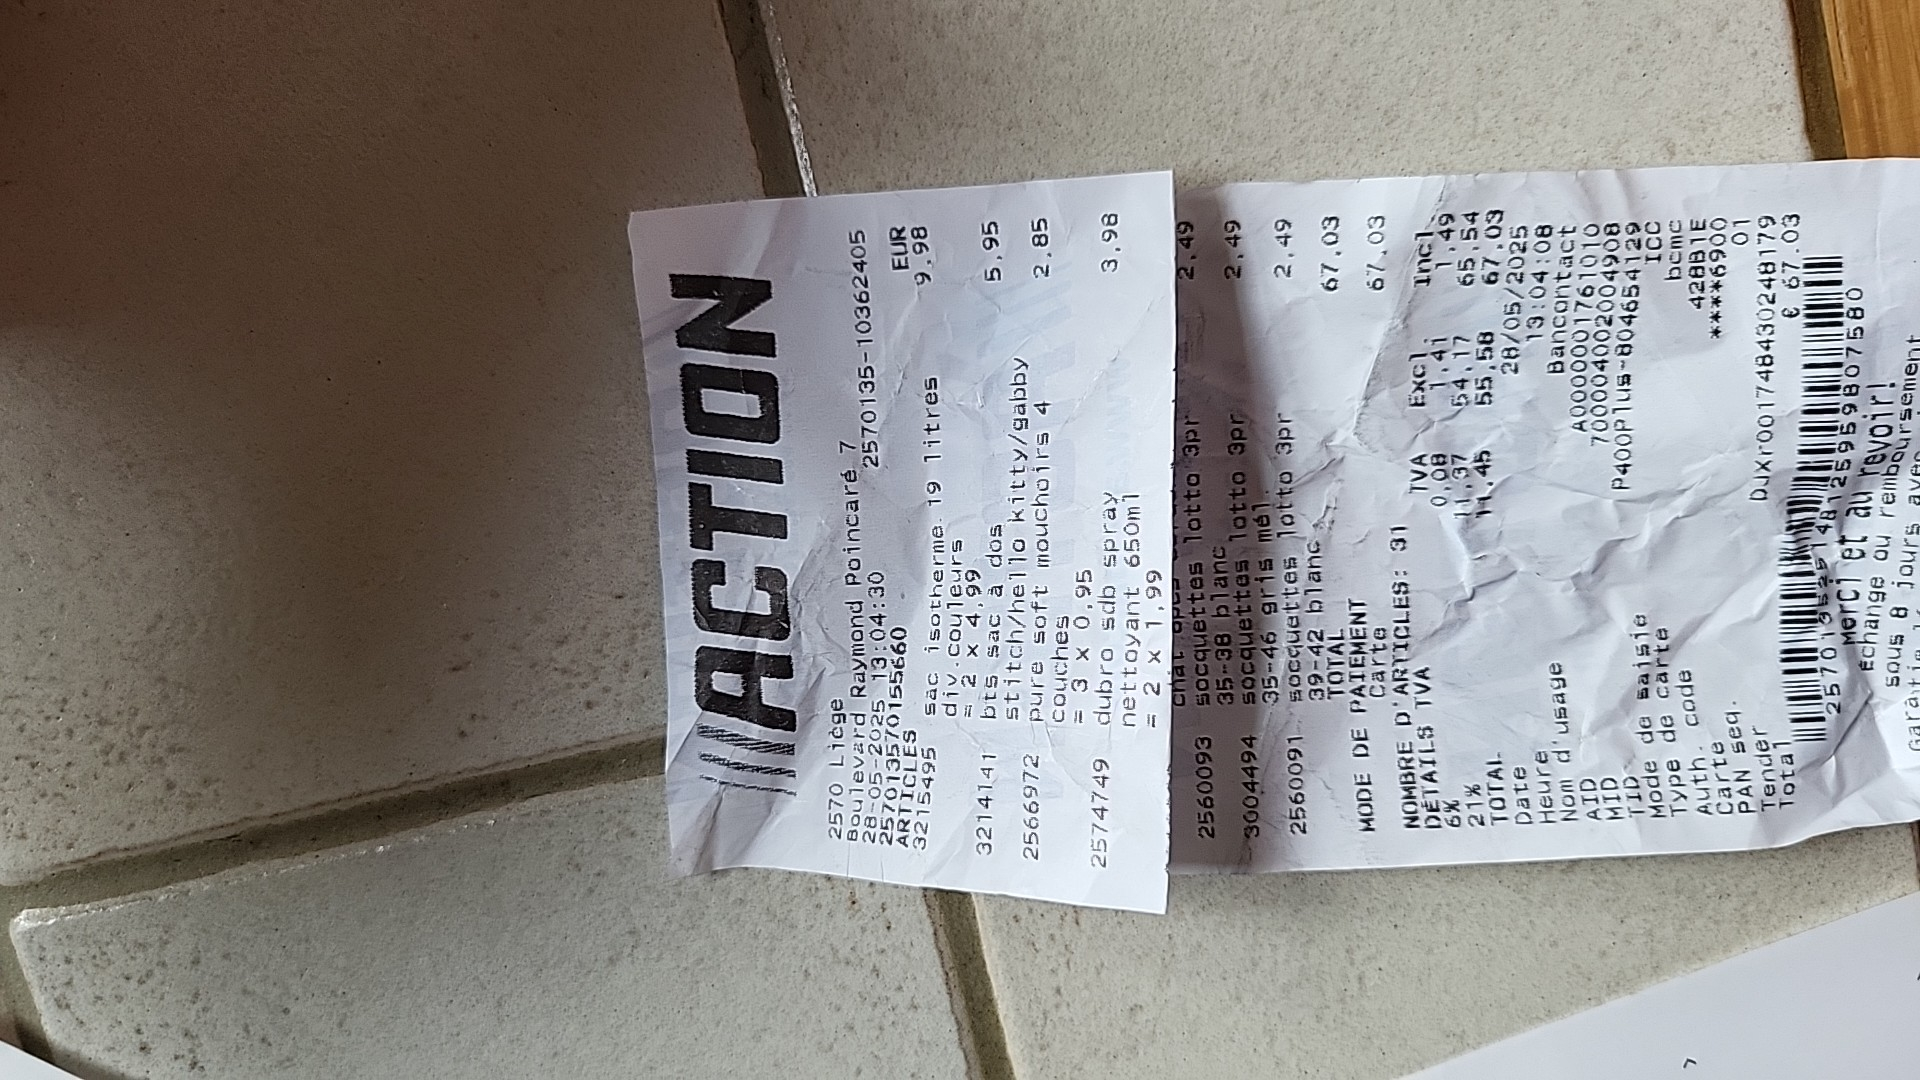 ACTION
2570 Liège
Boulevard Raymond Poincaré 7
28-05-2025 13:04:30 2570135-10362405
2570135701555660
ARTICLES EUR
3215495 sac isotherme. 19 litres 9,98
div.couleurs
= 2 x 4,99
3214141 bts sac à dos 5,95
stitch/hello kitty/gabby
2566972 pure soft mouchoirs 4 2,85
couches
= 3 x 0,95
2574749 dubro sdb spray 3,98
nettoyant 650ml
= 2 x 1,99
2560093 socquettes lotto 3pr 2,49
35-38 blanc
3004494 socquettes lotto 3pr 2,49
35-46 gris mél.
2560091 socquettes lotto 3pr 2,49
39-42 blanc
TOTAL 67,03
MODE DE PAIEMENT
Carte 67,03
NOMBRE D'ARTICLES: 31
DÉTAILS TVA TVA Excl. Incl.
6% 0,08 1,41 1,49
21% 11,37 54,17 65,54
TOTAL 11,45 55,58 67,03
Date 28/05/2025
Heure 13:04:08
Nom d'usage Bancontact
AID A0000001761010
MID 70000402004908
TID P400Plus-804654129
Mode de saisie ICC
Type de carte bcmc
Auth. code 428B1E
Carte ****6900
PAN seq. 01
Tender DuXr001748430248179
Total € 67.03
Merci et au revoir!
Échange ou remboursement
sous 8 jours avec